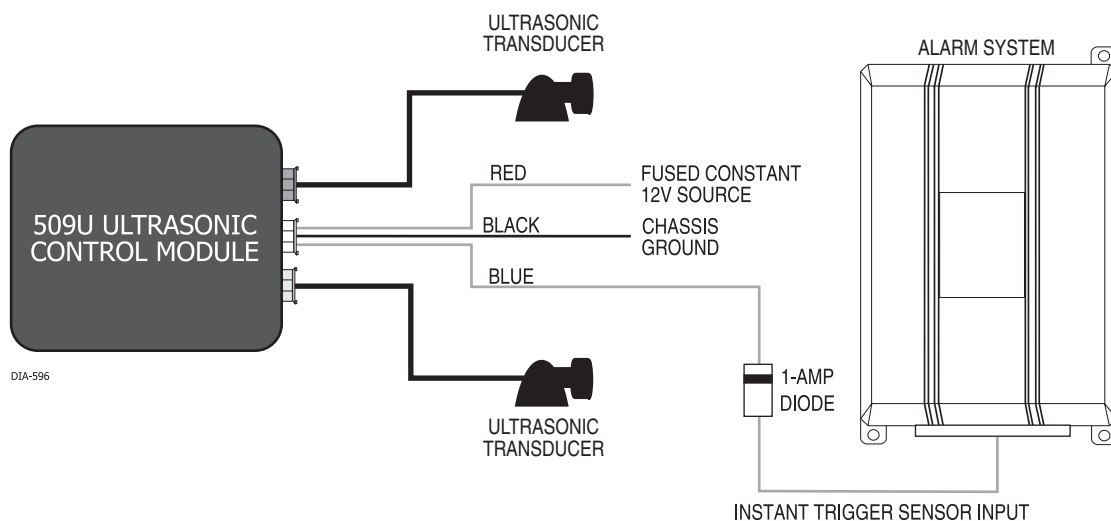 ULTRASONIC
TRANSDUCER
ALARM SYSTEM
RED
FUSED CONSTANT
12V SOURCE
509U ULTRASONIC
CONTROL MODULE
BLACK
CHASSIS
GROUND
BLUE
DIA-596
1-AMP
DIODE
ULTRASONIC
TRANSDUCER
INSTANT TRIGGER SENSOR INPUT